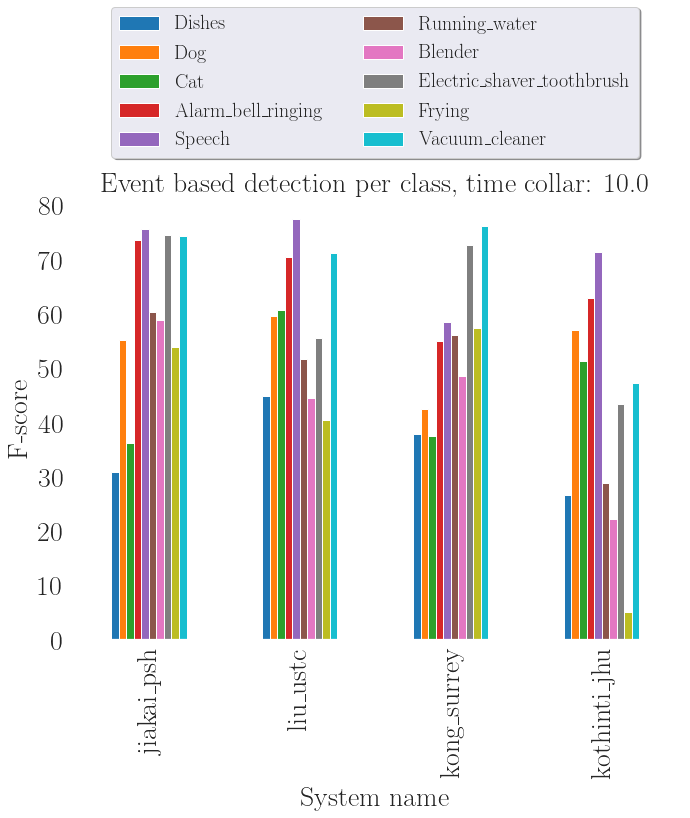 Dishes
Dog
Cat
Alarm_bell_ringing
Speech
Running_water
Blender
Electric_shaver_toothbrush
Frying
Vacuum_cleaner
Event based detection per class, time collar: 10.0
F-score
80
70
60
50
40
30
20
10
0
jiakai_psh
liu_ustc
kong_surrey
kothinti_jhu
System name